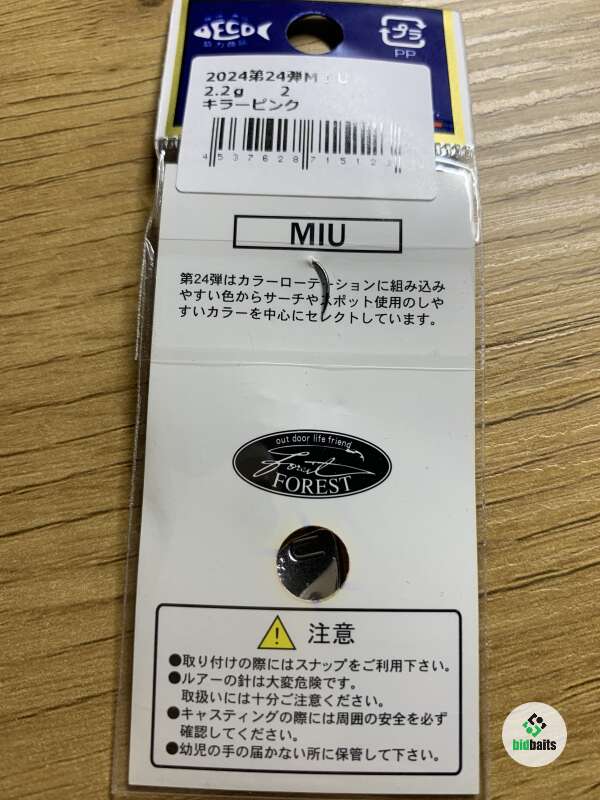 DECO
プラ
PP
2024第24弾MIU
2.2g 2
キラーピンク
MIU
第24弾はカラーローテーションに組み込み
やすい色からサーチやスポット使用のしや
すいカラーを中心にセレクトしています。
out door life friend
Forest
FOREST
注意
●取り付けの際にはスナップをご利用下さい。
●ルアーの針は大変危険です。
取扱いには十分ご注意ください。
●キャスティングの際には周囲の安全を必ず
確認してください。
●幼児の手の届かない所に保管して下さい。
bidbaits